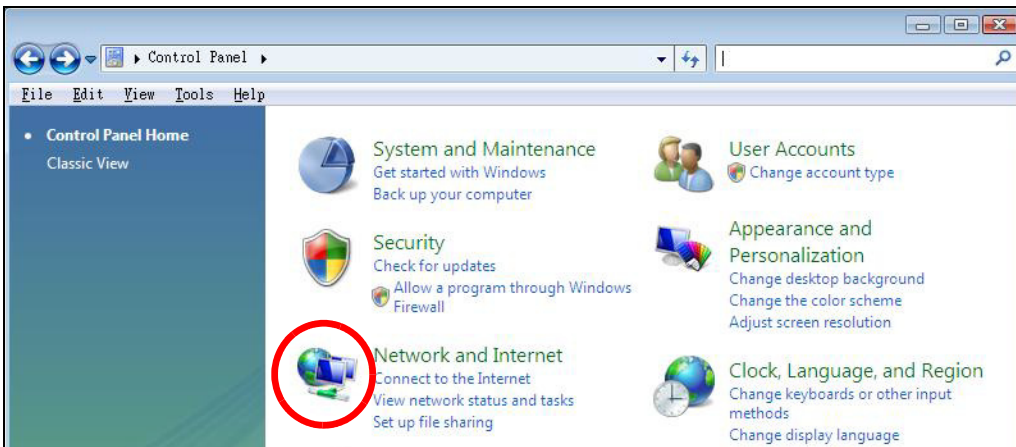 Control Panel
File Edit View Tools Help
Control Panel Home
Classic View
System and Maintenance
Get started with Windows
Back up your computer
Security
Check for updates
Allow a program through Windows
Firewall
Network and Internet
Connect to the Internet
View network status and tasks
Set up file sharing
User Accounts
Change account type
Appearance and
Personalization
Change desktop background
Change the color scheme
Adjust screen resolution
Clock, Language, and Region
Change keyboards or other input
methods
Change display language